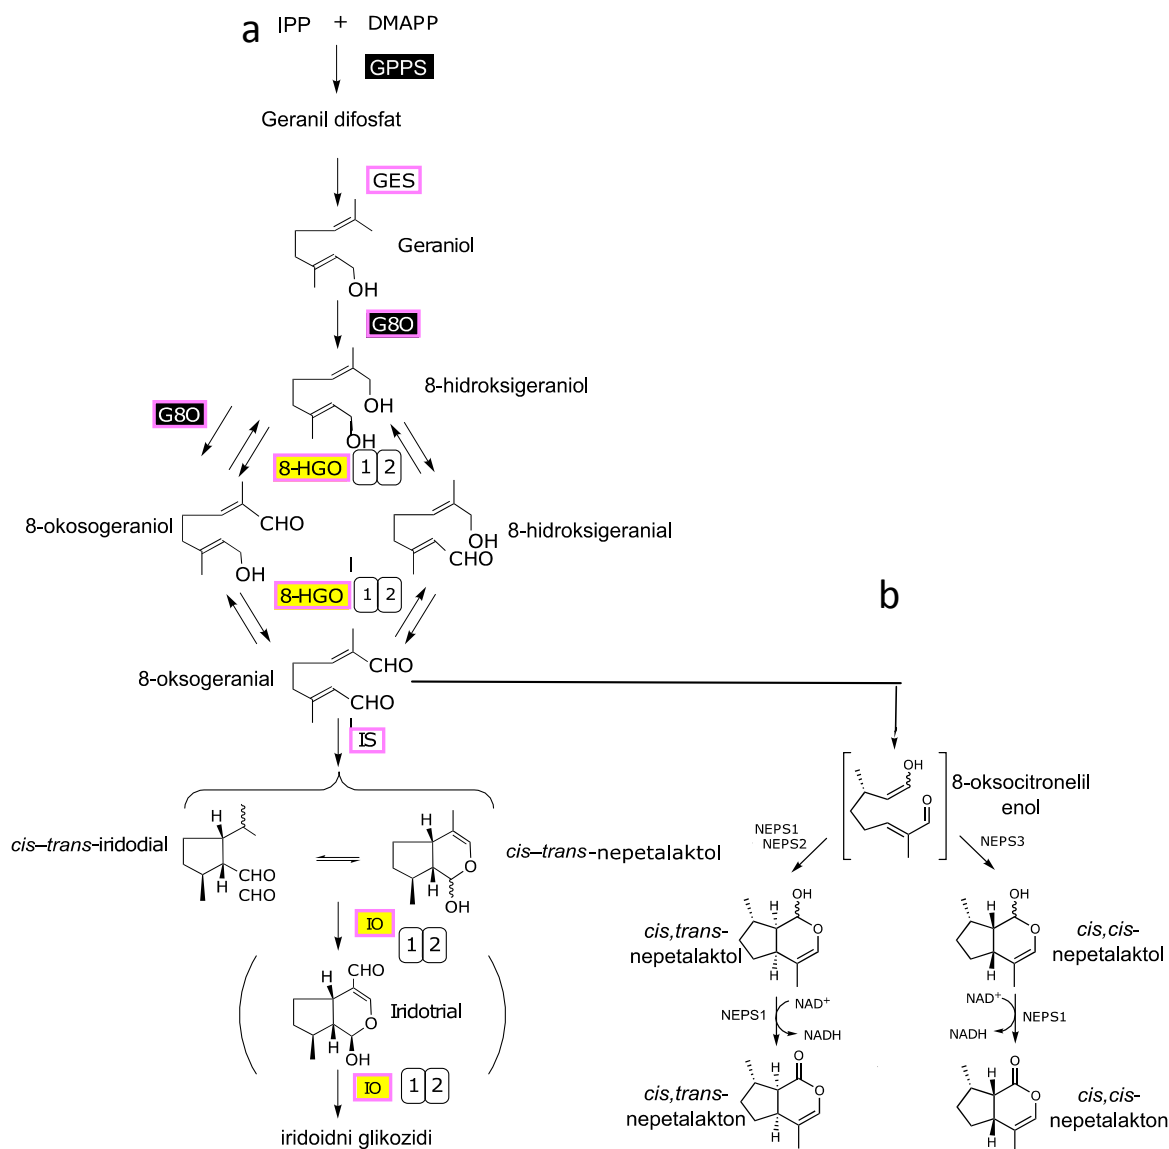 a
IPP + DMAPP
GPPS
Geranil difosfat
GES
Geraniol
OH
G8O
8-hidroksigeraniol
OH
OH
G8O
8-HGO 1 2
8-okosogeraniol
CHO
OH
8-hidroksigeranial
OH
CHO
8-HGO 1 2
8-oksogeranial
CHO
CHO
IS
b
OH
O
8-oksocitronelil
enol
cis–trans-iridodial
H
H
CHO
CHO
cis–trans-nepetalaktol
H
H
O
OH
NEPS1
NEPS2
NEPS3
IO
1 2
CHO
H
H
O
OH
Iridotrial
cis,trans-
nepetalaktol
OH
H
O
H
cis,cis-
nepetalaktol
OH
H
O
H
NEPS1
NAD+
NADH
NAD+
NADH
NEPS1
IO 1 2
iridoidni glikozidi
cis,trans-
nepetalakton
O
H
O
H
cis,cis-
nepetalakton
O
H
O
H